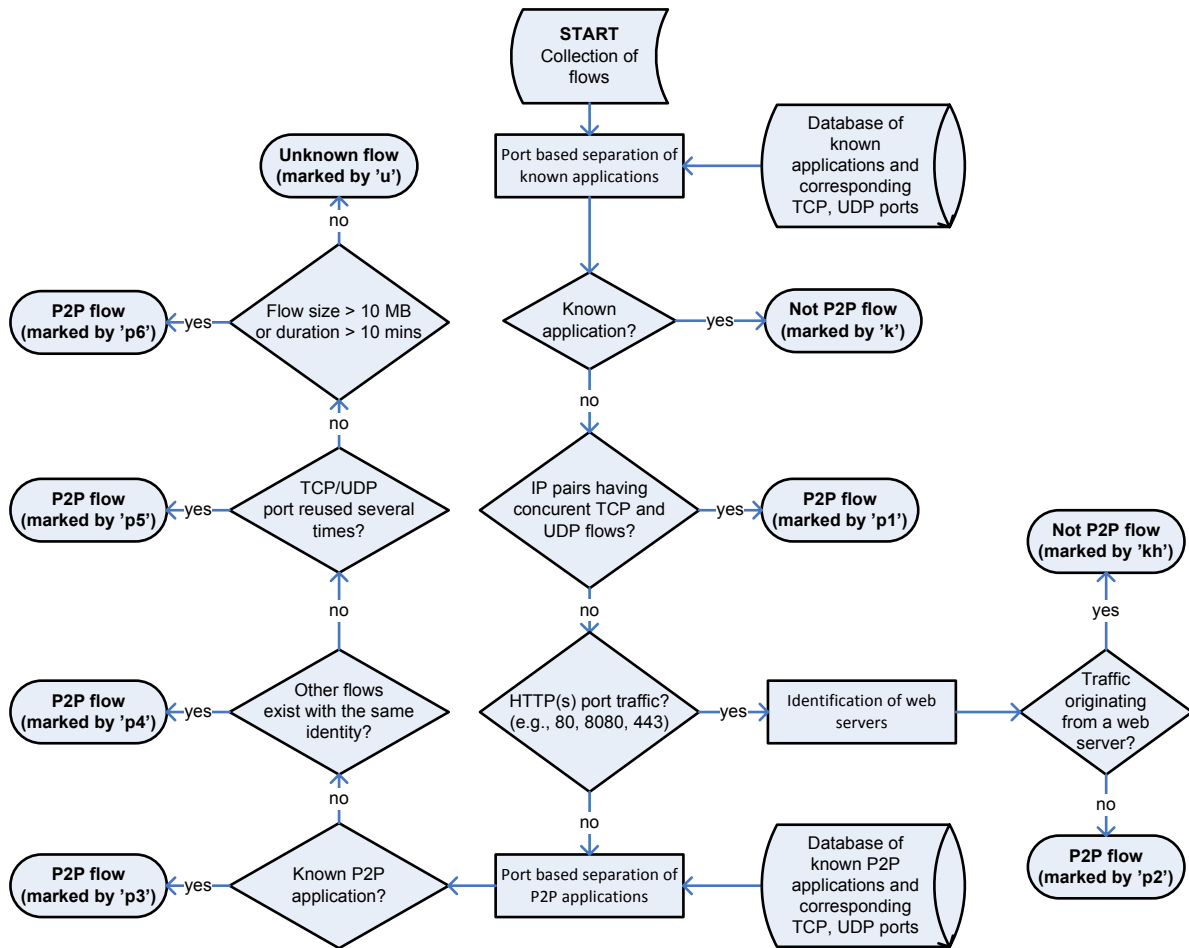 START
Collection of
flows
Port based separation of
known applications
Database of
known
applications and
corresponding
TCP, UDP ports
Known
application?
yes
Not P2P flow
(marked by ’k’)
no
IP pairs having
concurent TCP and
UDP flows?
yes
P2P flow
(marked by ’p1’)
no
HTTP(s) port traffic?
(e.g., 80, 8080, 443)
yes
Identification of web
servers
Traffic
originating
from a web
server?
yes
Not P2P flow
(marked by ’kh’)
no
P2P flow
(marked by ’p2’)
no
Port based separation of
P2P applications
Database of
known P2P
applications and
corresponding
TCP, UDP ports
Known P2P
application?
yes
P2P flow
(marked by ’p3’)
no
Other flows
exist with the same
identity?
yes
P2P flow
(marked by ’p4’)
no
TCP/UDP
port reused several
times?
yes
P2P flow
(marked by ’p5’)
no
Flow size > 10 MB
or duration > 10 mins
yes
P2P flow
(marked by ’p6’)
no
Unknown flow
(marked by ’u’)